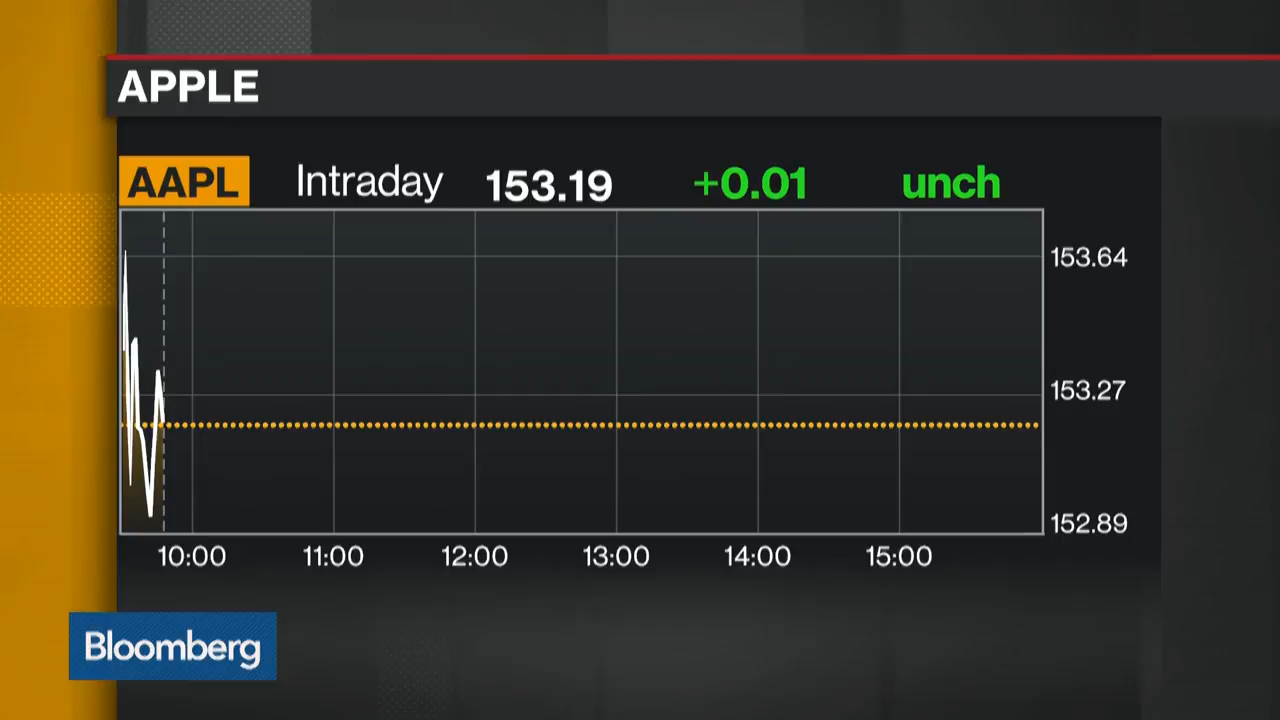 APPLE
AAPL Intraday 153.19 +0.01 unch
153.64
153.27
152.89
10:00 11:00 12:00 13:00 14:00 15:00
Bloomberg